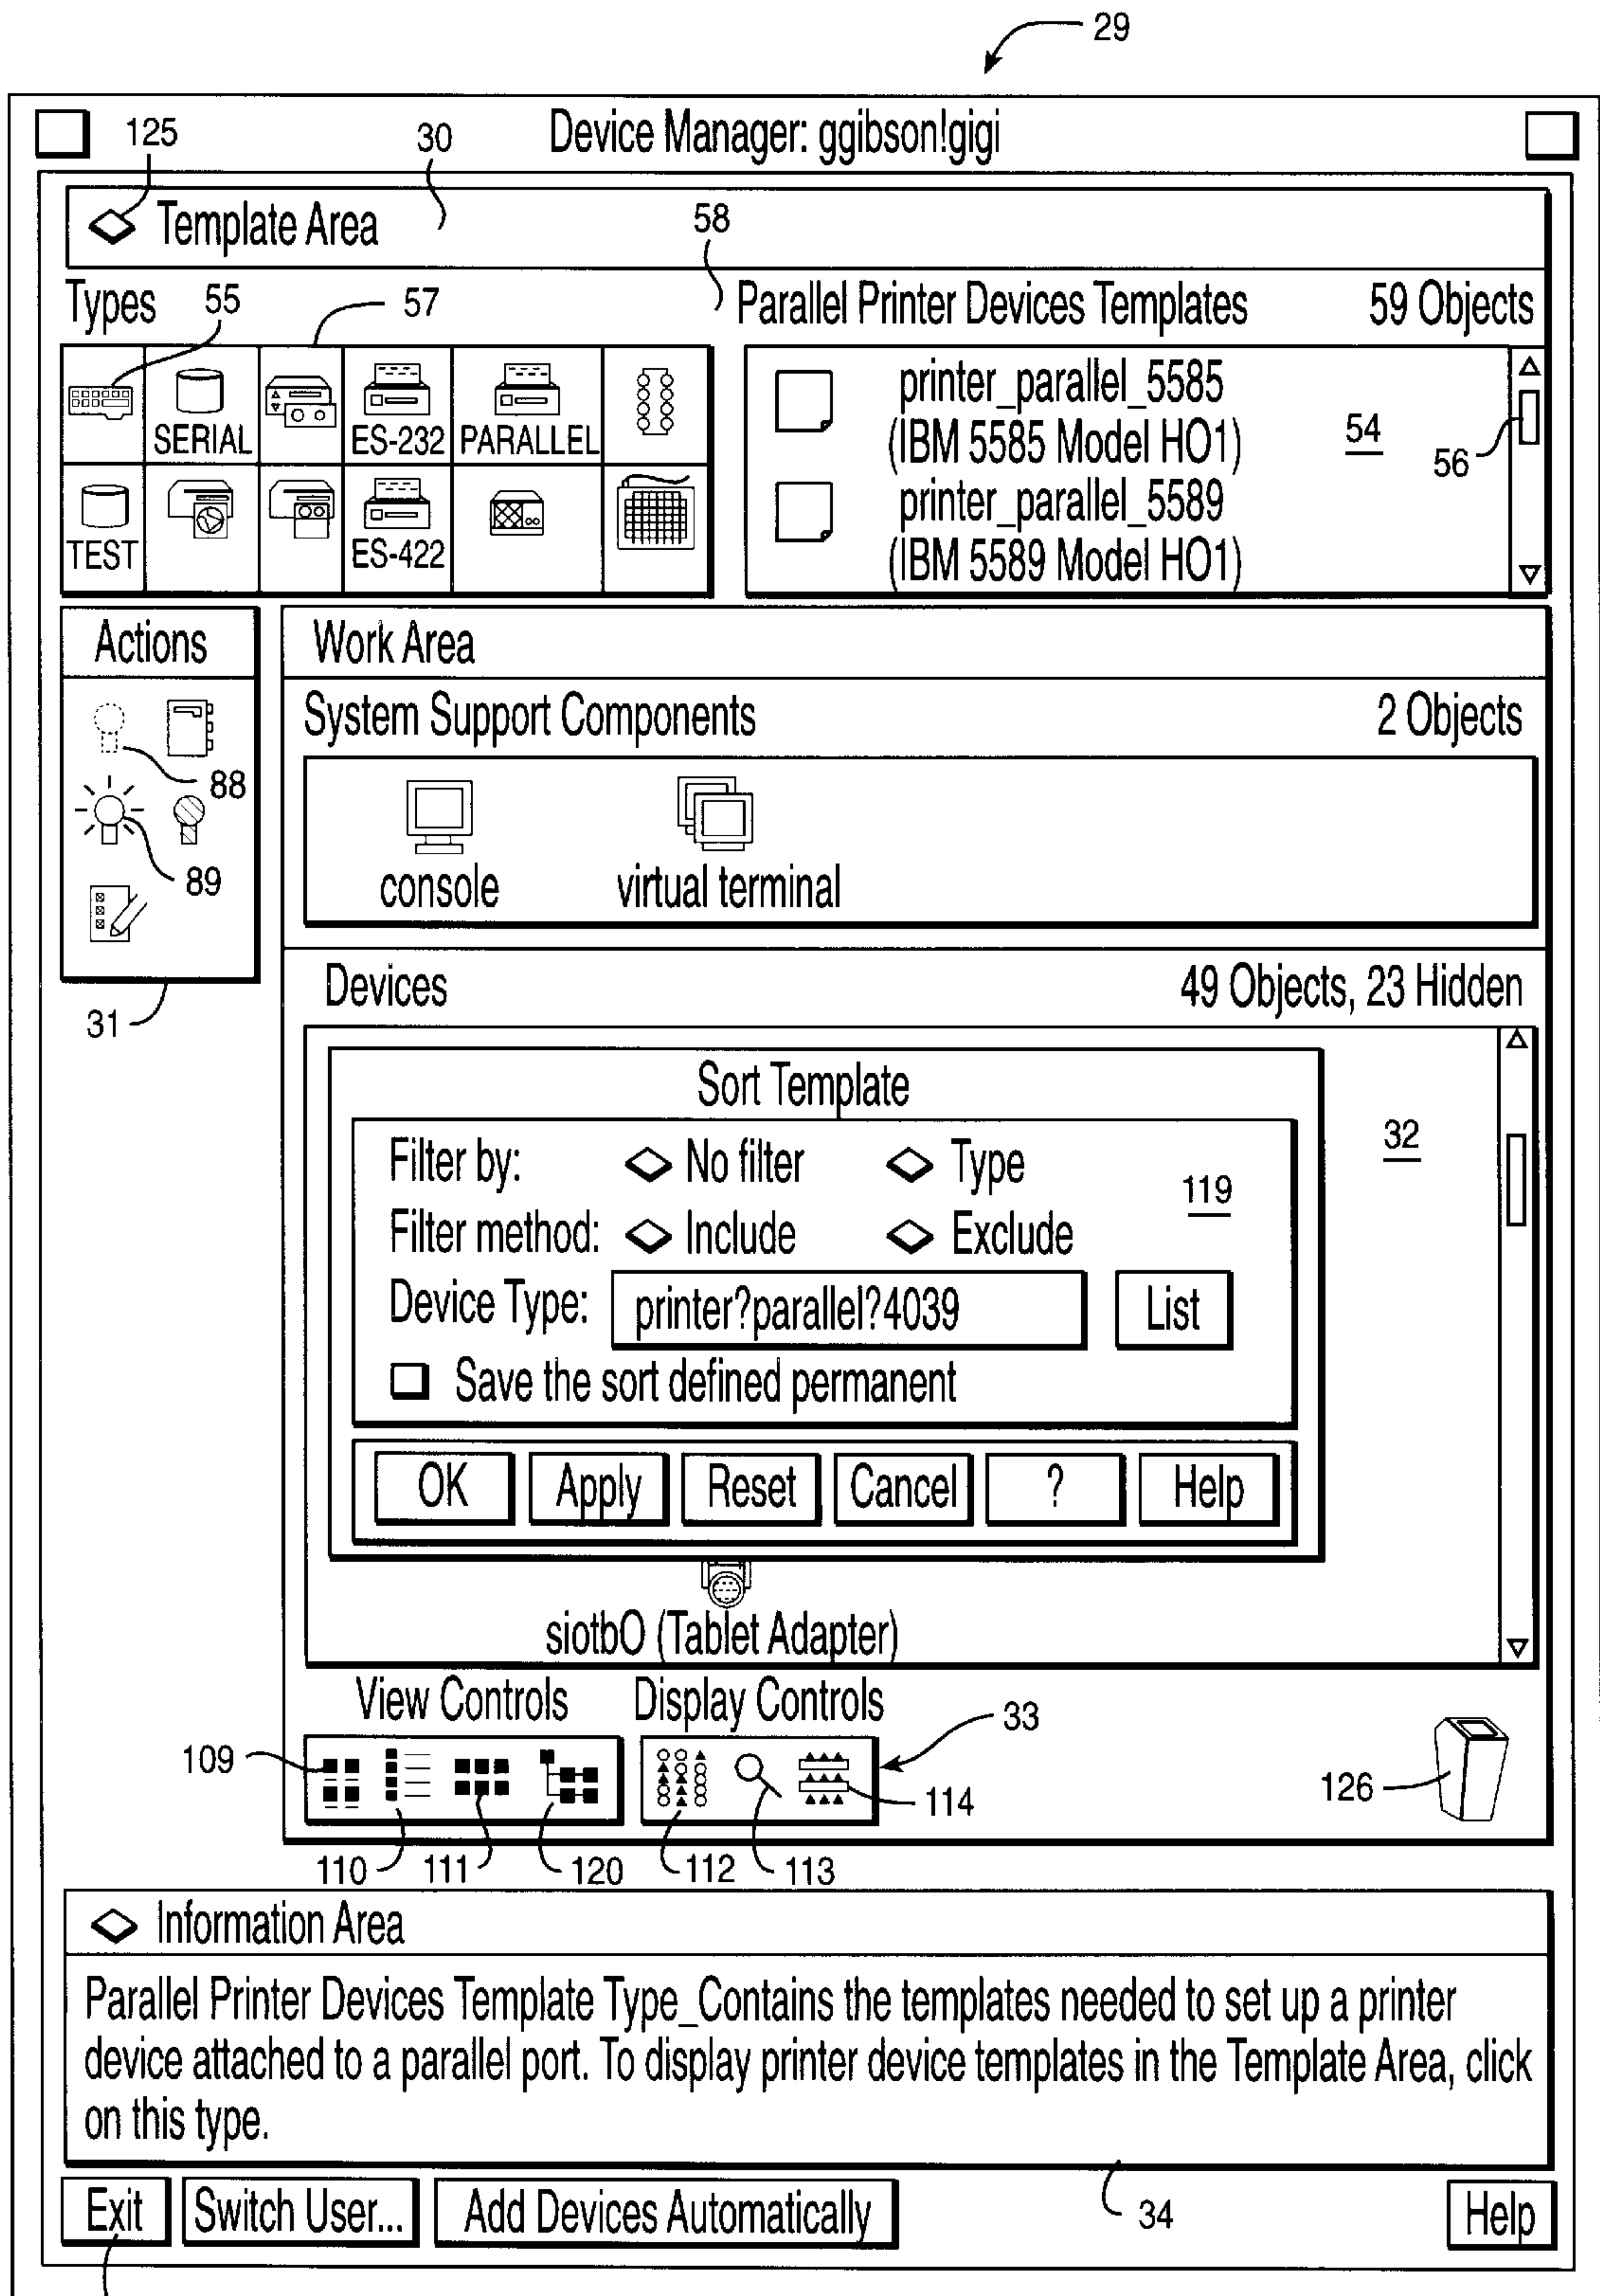 29
Device Manager: ggibson!gigi
125
30
Template Area
58
Types
55
57
Parallel Printer Devices Templates
59 Objects
SERIAL
ES-232
PARALLEL
TEST
ES-422
printer_parallel_5585
(IBM 5585 Model HO1)
54
56
printer_parallel_5589
(IBM 5589 Model HO1)
Actions
88
89
31
Work Area
System Support Components
2 Objects
console
virtual terminal
Devices
49 Objects, 23 Hidden
Sort Template
32
Filter by: No filter Type
119
Filter method: Include Exclude
Device Type: printer?parallel?4039 List
Save the sort defined permanent
OK Apply Reset Cancel ? Help
siotbO (Tablet Adapter)
View Controls
Display Controls
33
109
114
126
110
111
120
112
113
Information Area
Parallel Printer Devices Template Type_Contains the templates needed to set up a printer
device attached to a parallel port. To display printer device templates in the Template Area, click
on this type.
34
Exit
Switch User...
Add Devices Automatically
Help